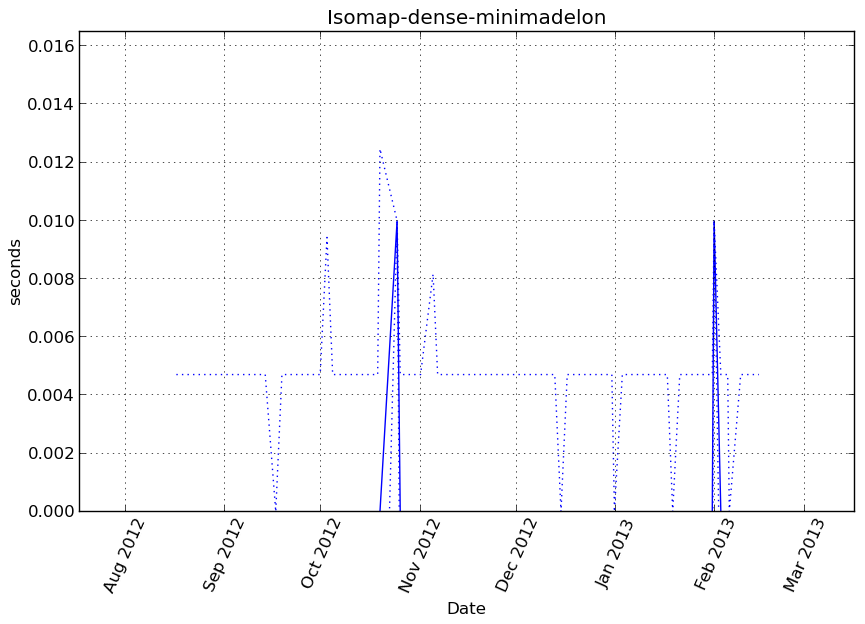 Isomap-dense-minimadelon
0.016
0.014
0.012
0.010
0.008
0.006
0.004
0.002
0.000
seconds
Aug 2012
Sep 2012
Oct 2012
Nov 2012
Dec 2012
Jan 2013
Feb 2013
Mar 2013
Date